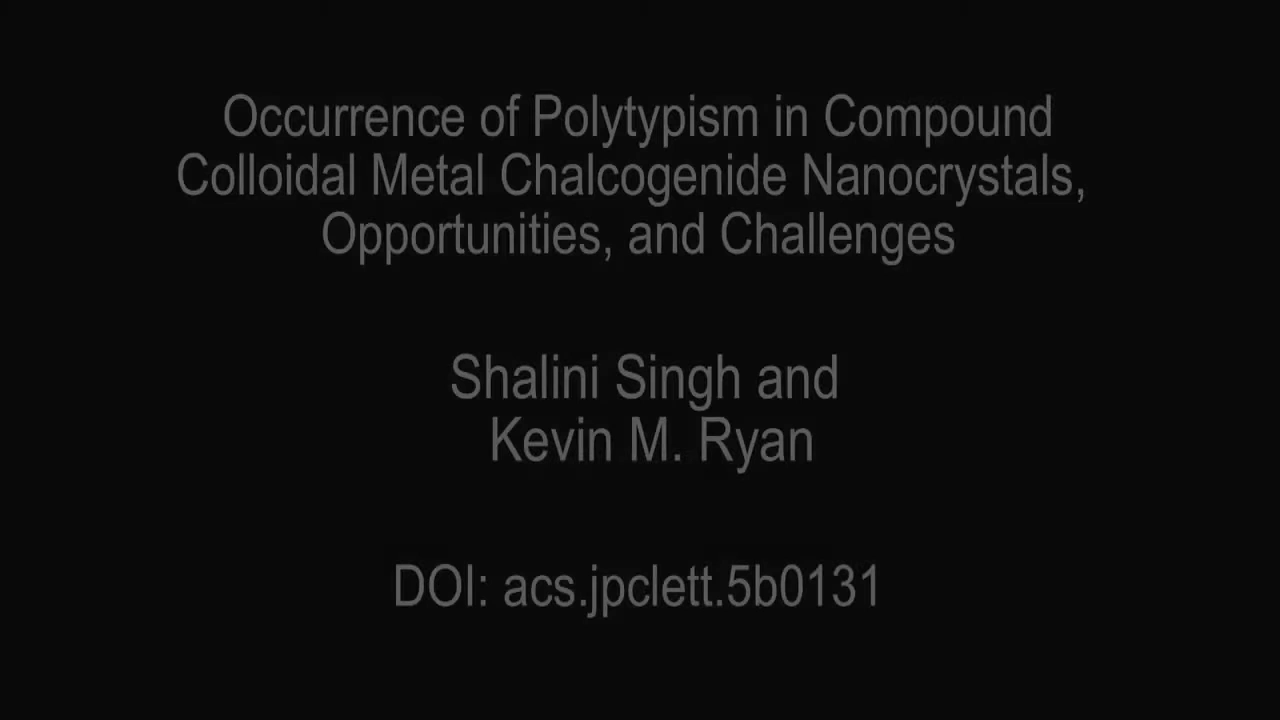 Occurrence of Polytypism in Compound
Colloidal Metal Chalcogenide Nanocrystals,
Opportunities, and Challenges
Shalini Singh and
Kevin M. Ryan
DOI: acs.jpclett.5b0131